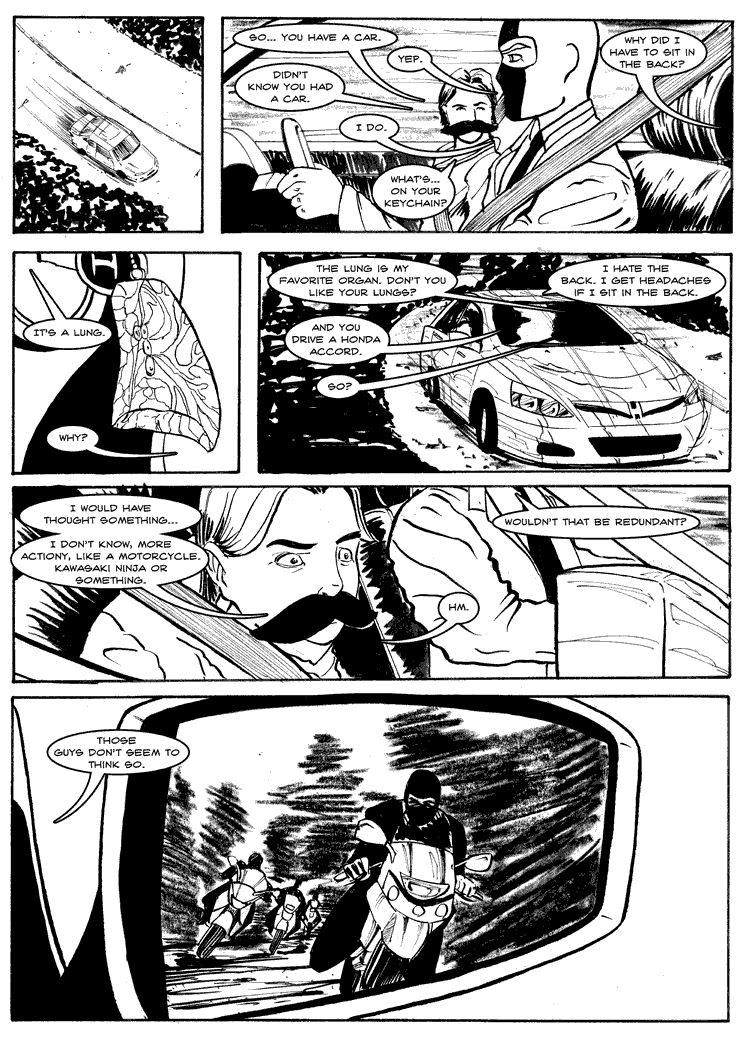 SO... YOU HAVE A CAR.
YEP.
DIDN'T
KNOW YOU HAD
A CAR.
I DO.
WHAT'S...
ON YOUR
KEYCHAIN?
WHY DID I
HAVE TO SIT IN
THE BACK?
H
IT'S A LUNG.
WHY?
THE LUNG IS MY
FAVORITE ORGAN. DON'T YOU
LIKE YOUR LUNGS?
I HATE THE
BACK. I GET HEADACHES
IF I SIT IN THE BACK.
AND YOU
DRIVE A HONDA
ACCORD.
SO?
I WOULD HAVE
THOUGHT SOMETHING...
I DON'T KNOW, MORE
ACTIONY, LIKE A MOTORCYCLE.
KAWASAKI NINJA OR
SOMETHING.
WOULDN'T THAT BE REDUNDANT?
HM.
THOSE
GUYS DON'T SEEM TO
THINK SO.